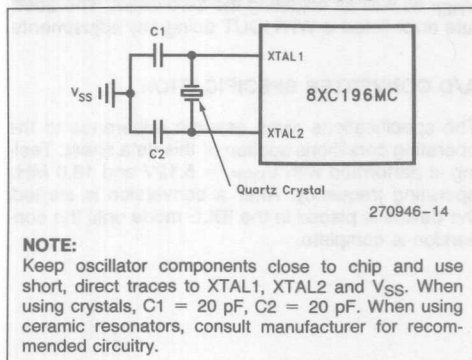 C1
XTAL1
VSS
8XC196MC
XTAL2
C2
Quartz Crystal
270946–14
NOTE:
Keep oscillator components close to chip and use
short, direct traces to XTAL1, XTAL2 and VSS. When
using crystals, C1 = 20 pF, C2 = 20 pF. When using
ceramic resonators, consult manufacturer for recom-
mended circuitry.